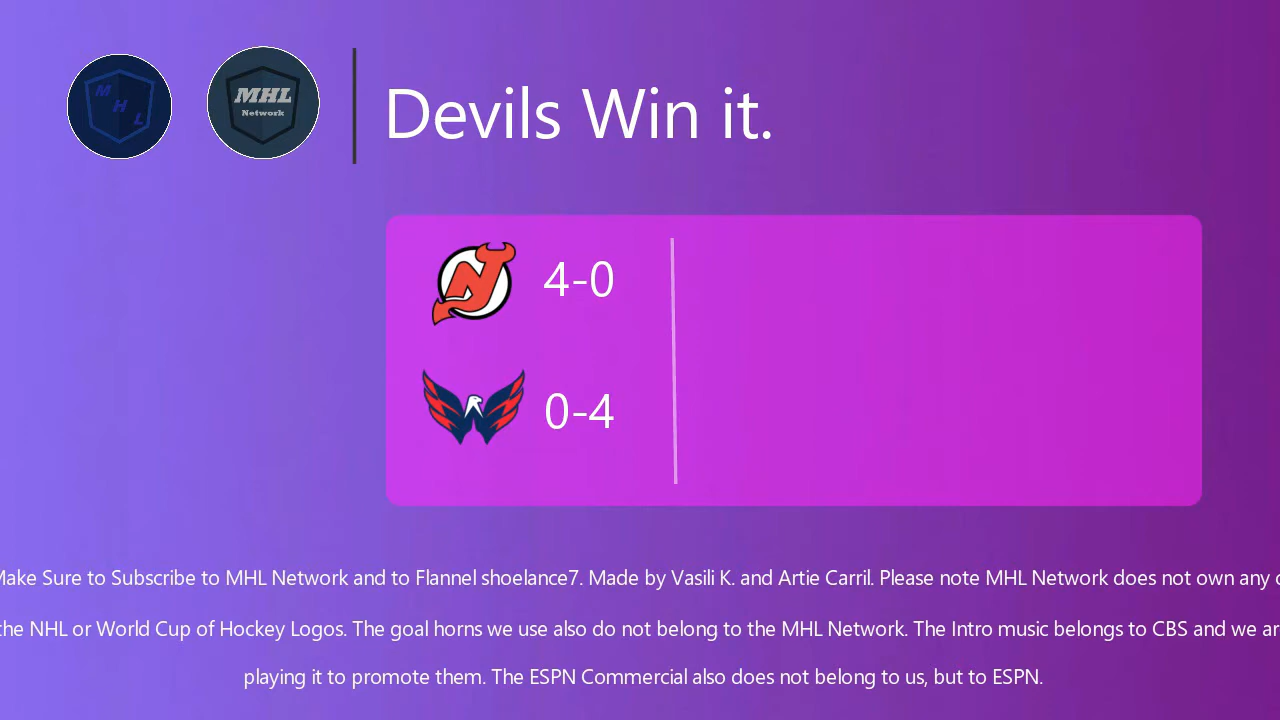 M
H
L
MHL
Network
Devils Win it.
4-0
0-4
Make Sure to Subscribe to MHL Network and to Flannel shoelance7. Made by Vasili K. and Artie Carril. Please note MHL Network does not own any
the NHL or World Cup of Hockey Logos. The goal horns we use also do not belong to the MHL Network. The Intro music belongs to CBS and we
playing it to promote them. The ESPN Commercial also does not belong to us, but to ESPN.